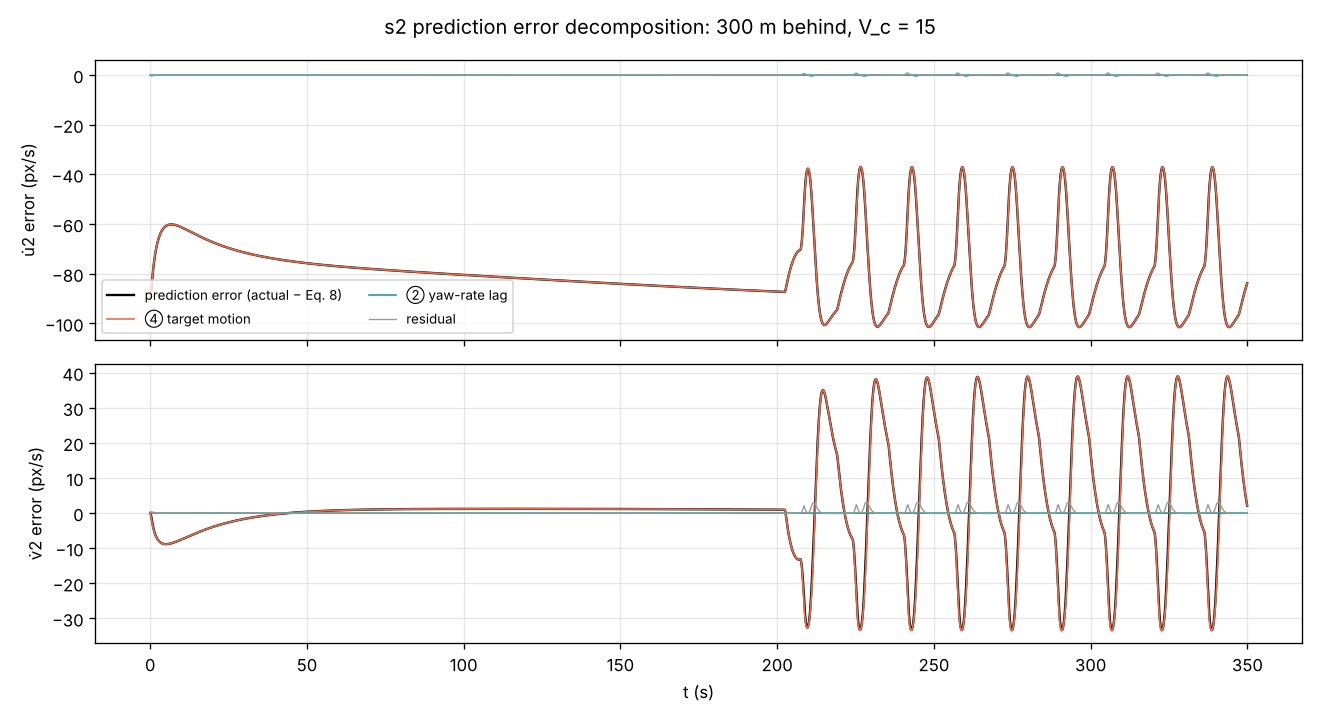 s2 prediction error decomposition: 300 m behind, V_c = 15
u̇2 error (px/s)
0
−20
−40
−60
−80
−100
prediction error (actual − Eq. 8)
④ target motion
② yaw-rate lag
residual
v̇2 error (px/s)
40
30
20
10
0
−10
−20
−30
0 50 100 150 200 250 300 350
t (s)